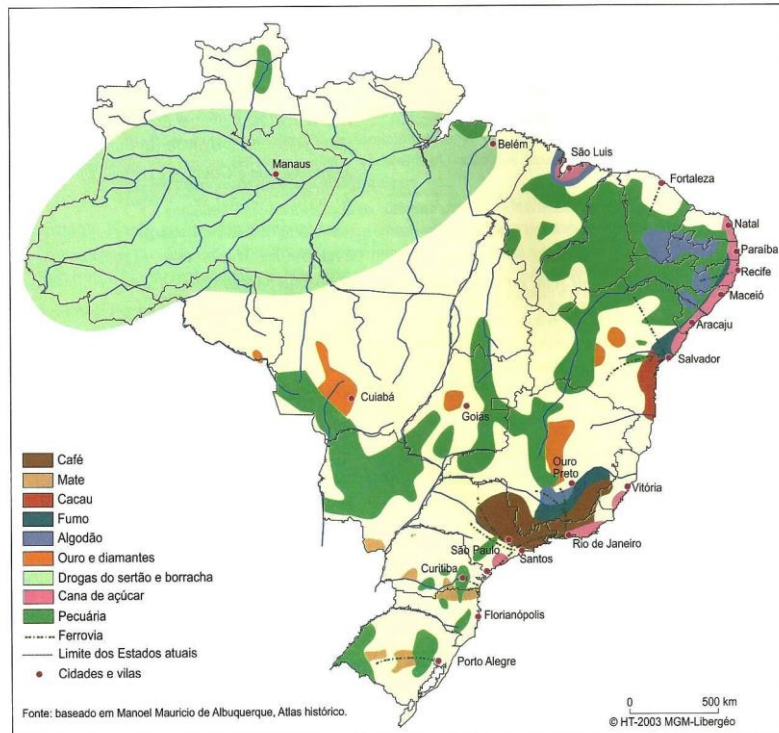 Manaus
Belém
São Luis
Fortaleza
Natal
Paraíba
Recife
Maceió
Aracaju
Salvador
Cuiabá
Goiás
Ouro
Preto
Vitória
São Paulo
Rio de Janeiro
Santos
Curitiba
Florianópolis
Porto Alegre
Café
Mate
Cacau
Fumo
Algodão
Ouro e diamantes
Drogas do sertão e borracha
Cana de açúcar
Pecuária
Ferrovia
Limite dos Estados atuais
Cidades e vilas
Fonte: baseado em Manoel Mauricio de Albuquerque, Atlas histórico.
0 500 km
© HT-2003 MGM-Libergéo